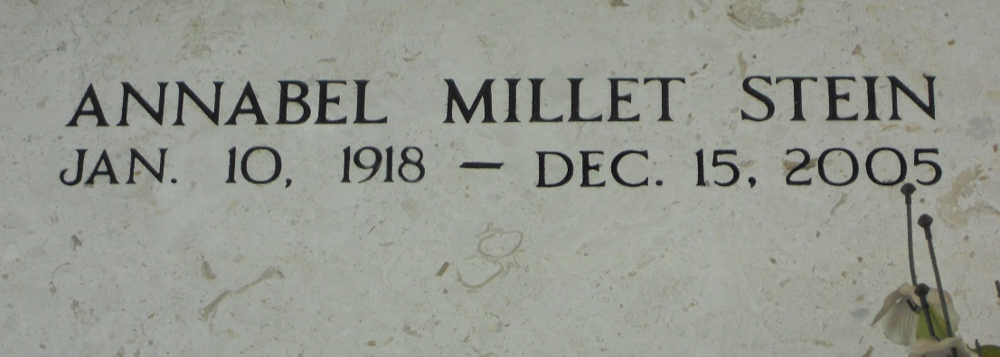 ANNABEL MILLET STEIN
JAN. 10, 1918 — DEC. 15, 2005